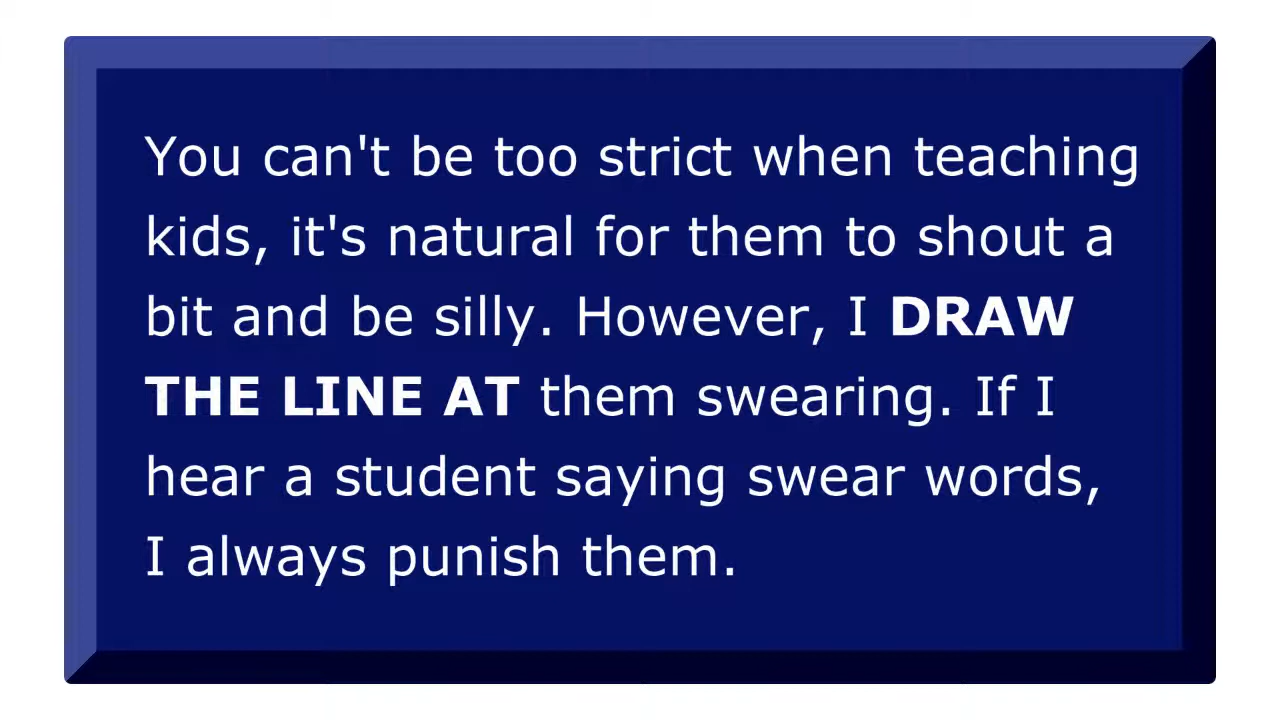 You can't be too strict when teaching
kids, it's natural for them to shout a
bit and be silly. However, I DRAW
THE LINE AT them swearing. If I
hear a student saying swear words,
I always punish them.